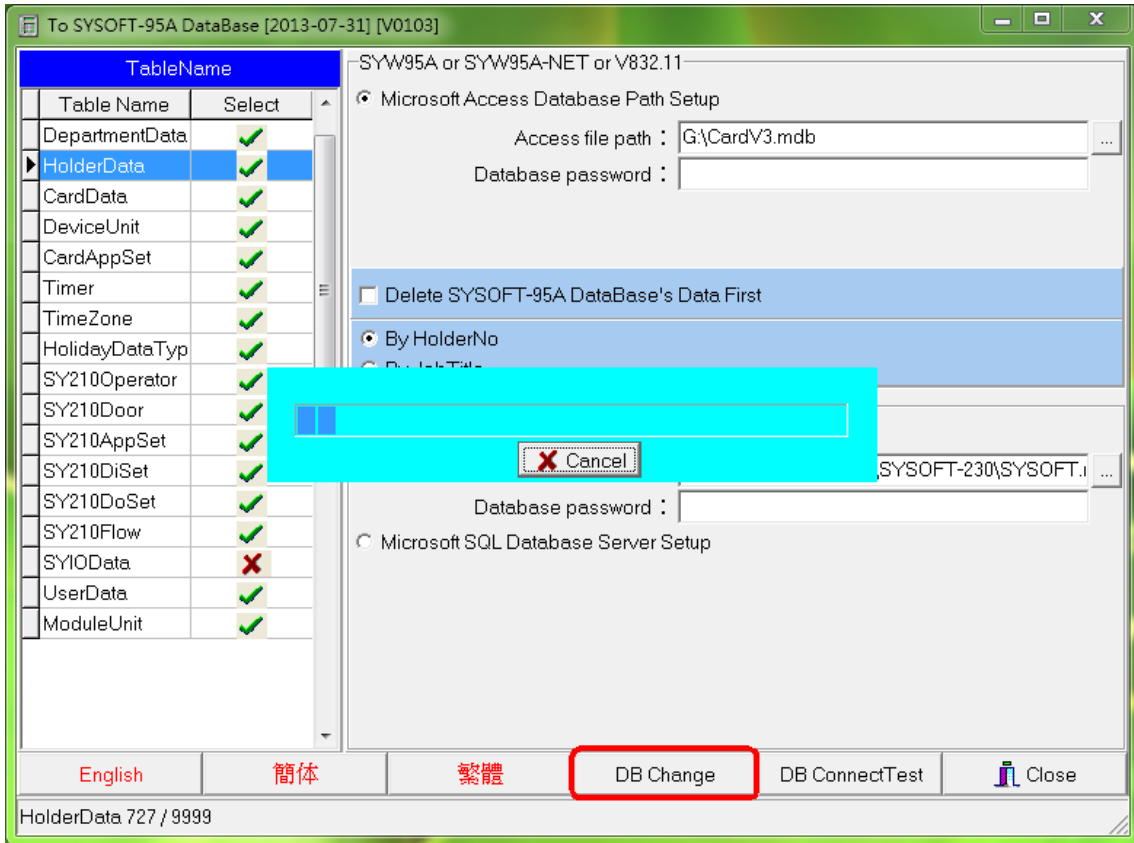 To SYSOFT-95A DataBase [2013-07-31] [V0103]
TableName
Table Name Select
DepartmentData
HolderData
CardData
DeviceUnit
CardAppSet
Timer
TimeZone
HolidayDataTyp
SY210Operator
SY210Door
SY210AppSet
SY210DiSet
SY210DoSet
SY210Flow
SYIOData
UserData
ModuleUnit
SYW95A or SYW95A-NET or V832.11
Microsoft Access Database Path Setup
Access file path : G:\CardV3.mdb ...
Database password :
Delete SYSOFT-95A DataBase's Data First
By HolderNo
By JobTitle
Cancel
\SYSOFT-230\SYSOFT. ...
Database password :
Microsoft SQL Database Server Setup
English 簡体 繁體 DB Change DB ConnectTest Close
HolderData 727 / 9999